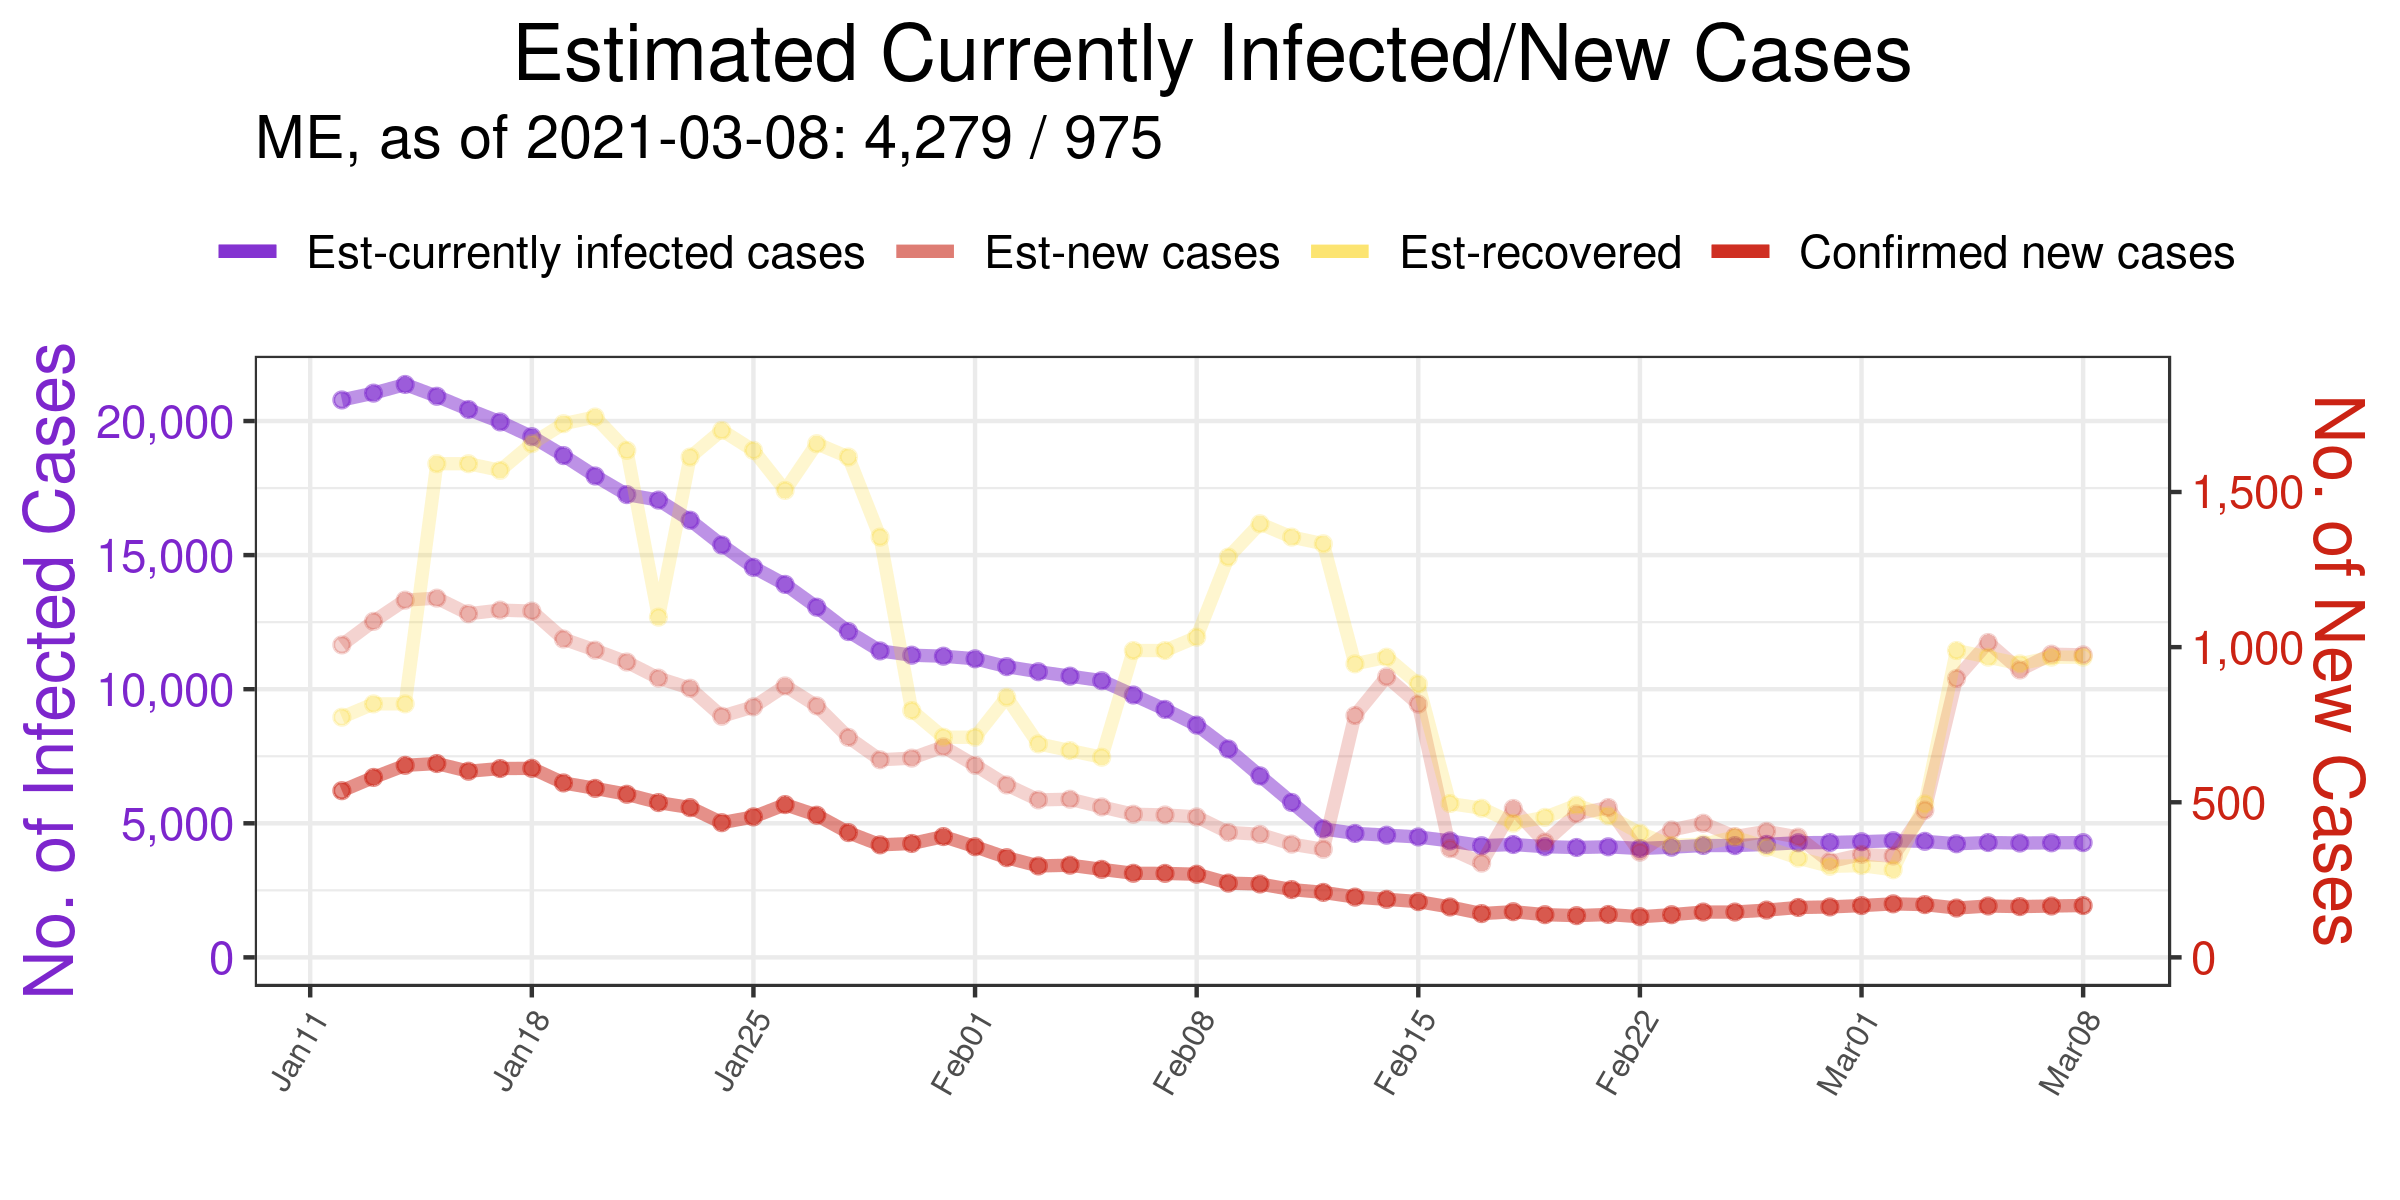 Estimated Currently Infected/New Cases
ME, as of 2021-03-08: 4,279 / 975
Est-currently infected cases Est-new cases Est-recovered Confirmed new cases
No. of Infected Cases
20,000
15,000
10,000
5,000
0
1,500
1,000
500
0
No. of New Cases
Jan11 Jan18 Jan25 Feb01 Feb08 Feb15 Feb22 Mar01 Mar08